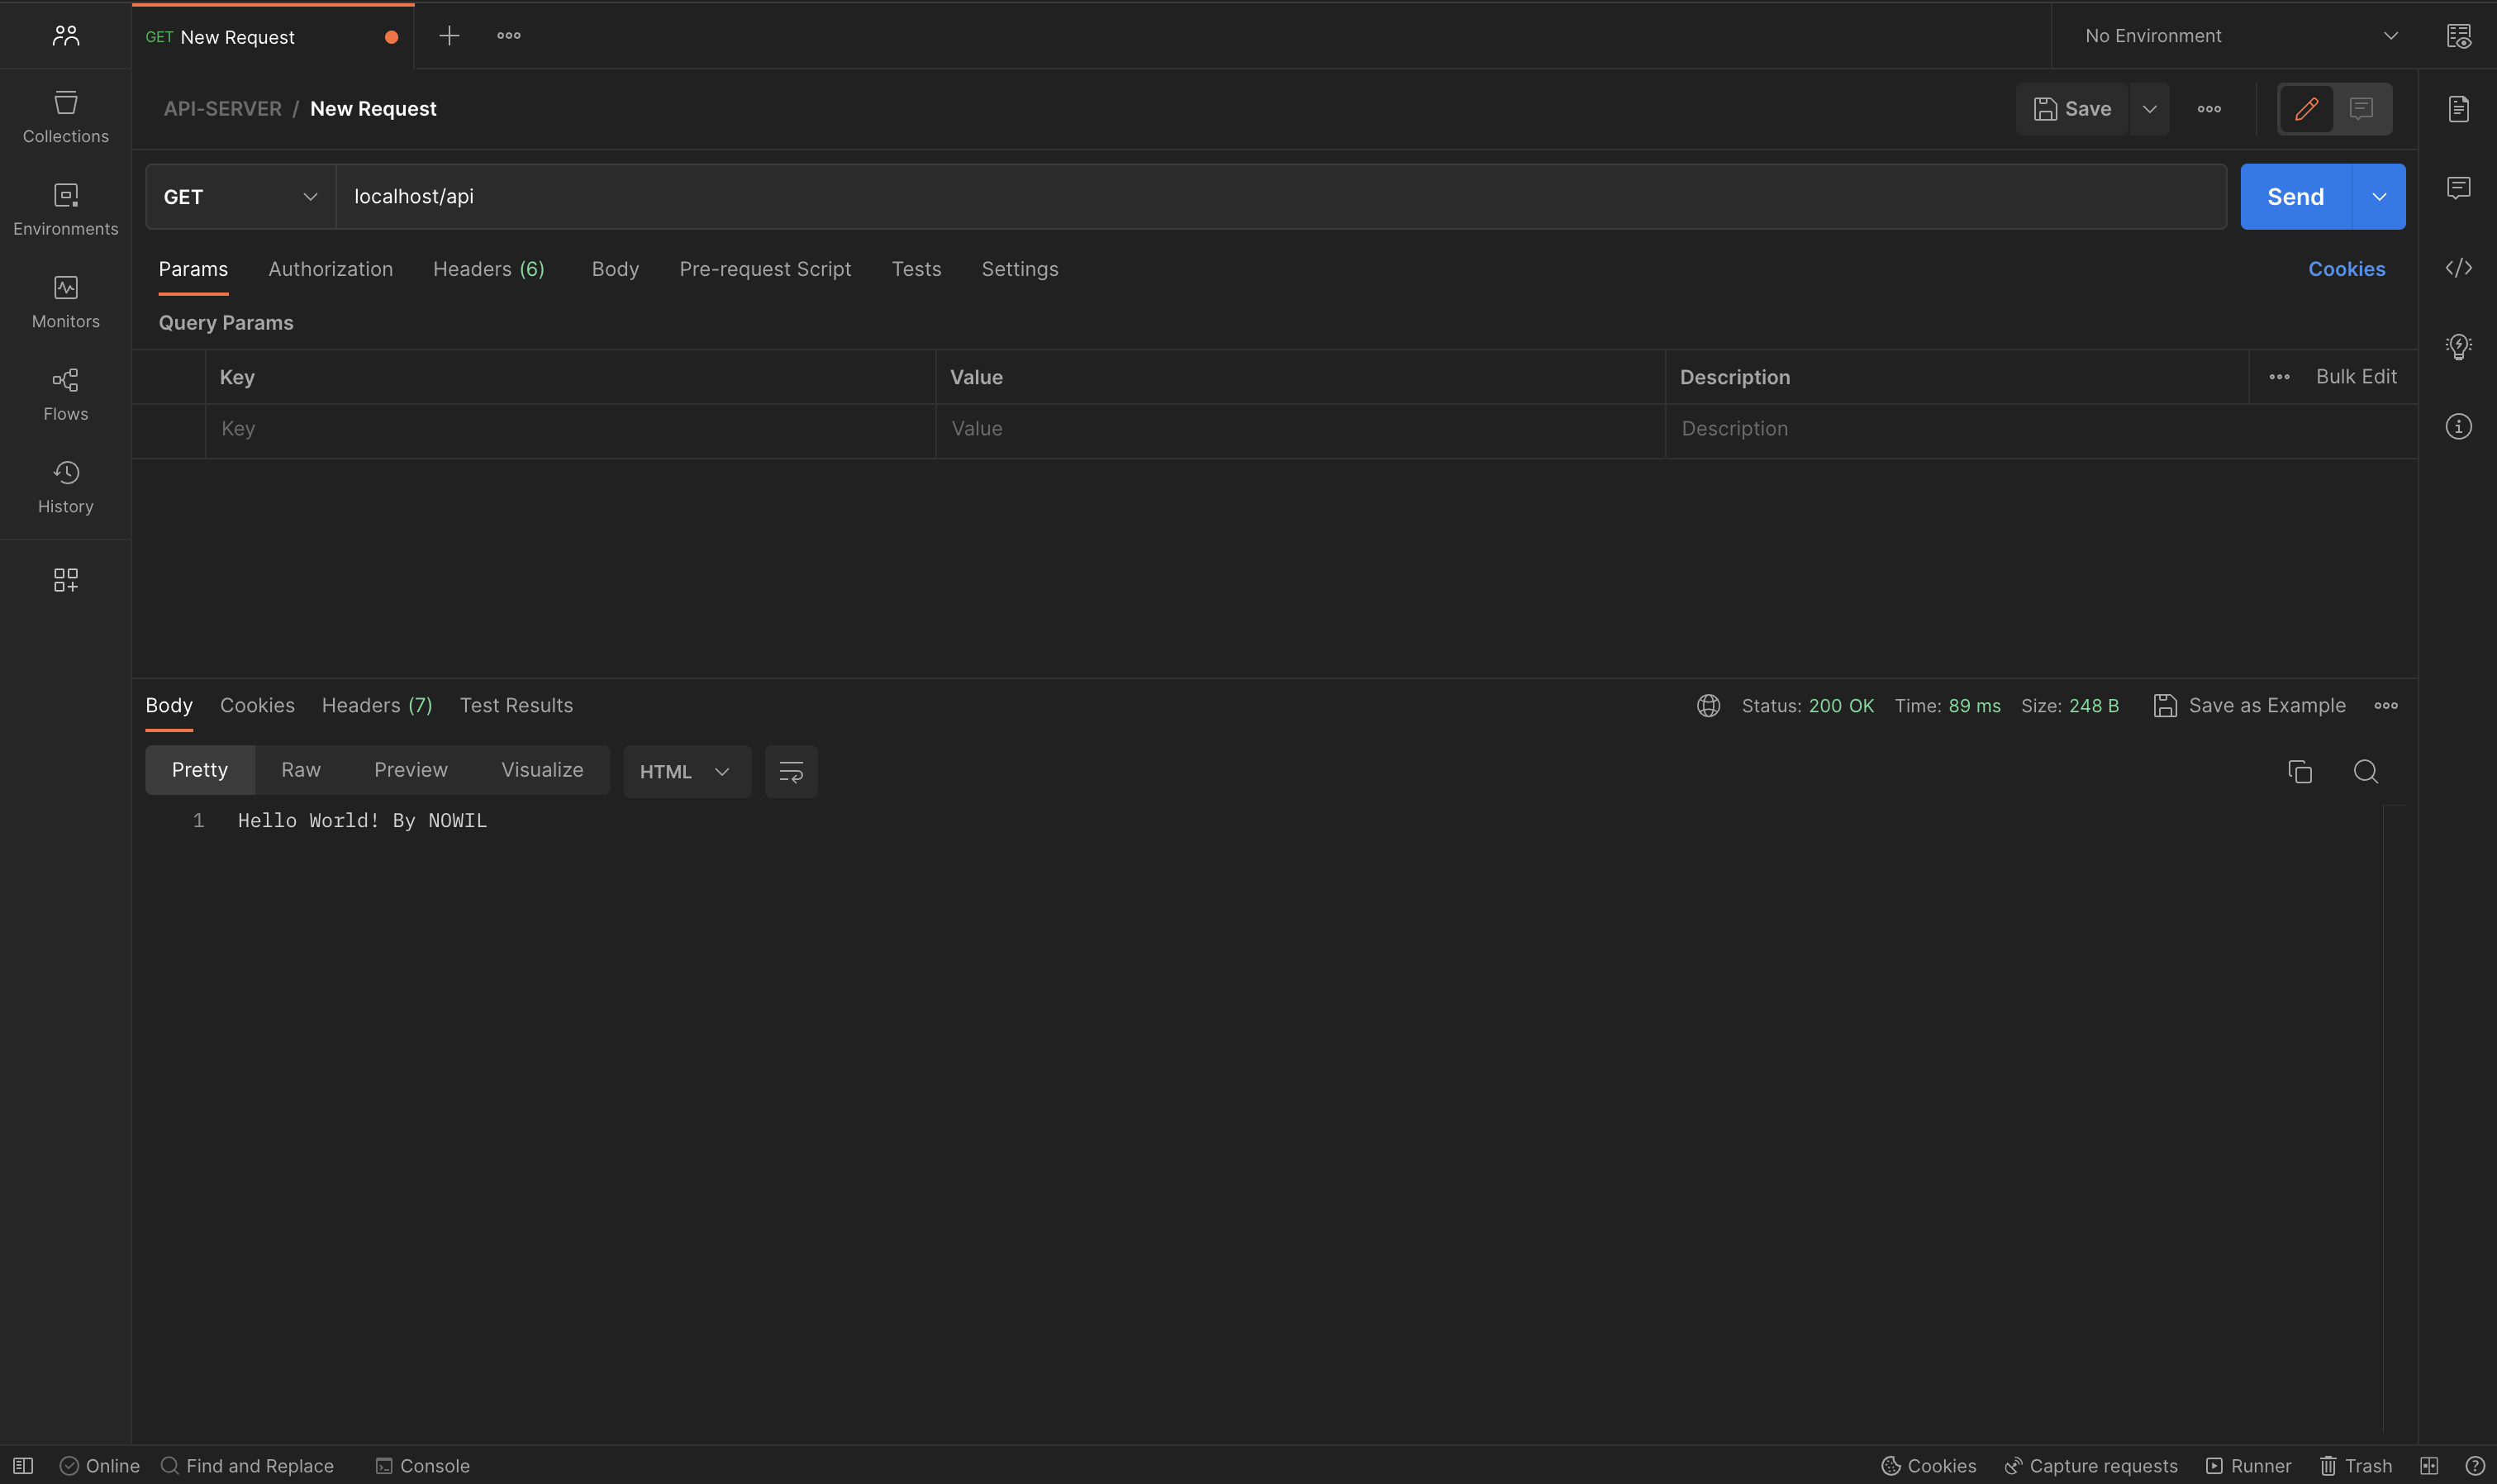 GET New Request
No Environment
Collections
Environments
Monitors
Flows
History
API-SERVER / New Request
Save
GET localhost/api Send
Params Authorization Headers (6) Body Pre-request Script Tests Settings Cookies
Query Params
Key Value Description Bulk Edit
Key Value Description
Body Cookies Headers (7) Test Results Status: 200 OK Time: 89 ms Size: 248 B Save as Example
Pretty Raw Preview Visualize HTML
1 Hello World! By NOWIL
Online Find and Replace Console Cookies Capture requests Runner Trash